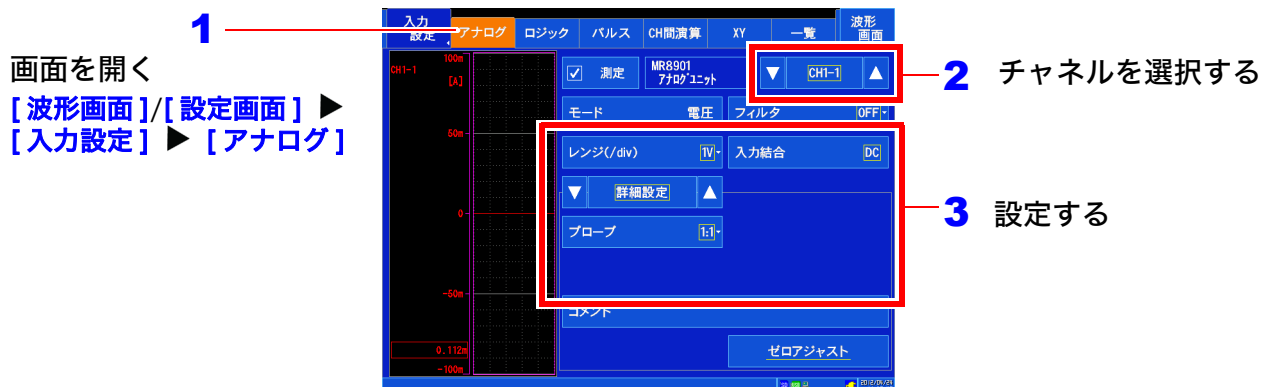 1
画面を開く
[ 波形画面 ]/[ 設定画面 ] ▶
[ 入力設定 ] ▶ [ アナログ ]
入力設定
アナログ
ロジック
パルス
CH間演算
XY
一覧
波形画面
CH1-1
100m
[A]
50m
0
-50m
0.112m
-100m
測定
MR8901
アナログユニット
▼ CH1-1 ▲
モード 電圧
フィルタ OFF
レンジ(/div) 1V
入力結合 DC
▼ 詳細設定 ▲
プローブ 1:1
コメント
ゼロアジャスト
2 チャネルを選択する
3 設定する